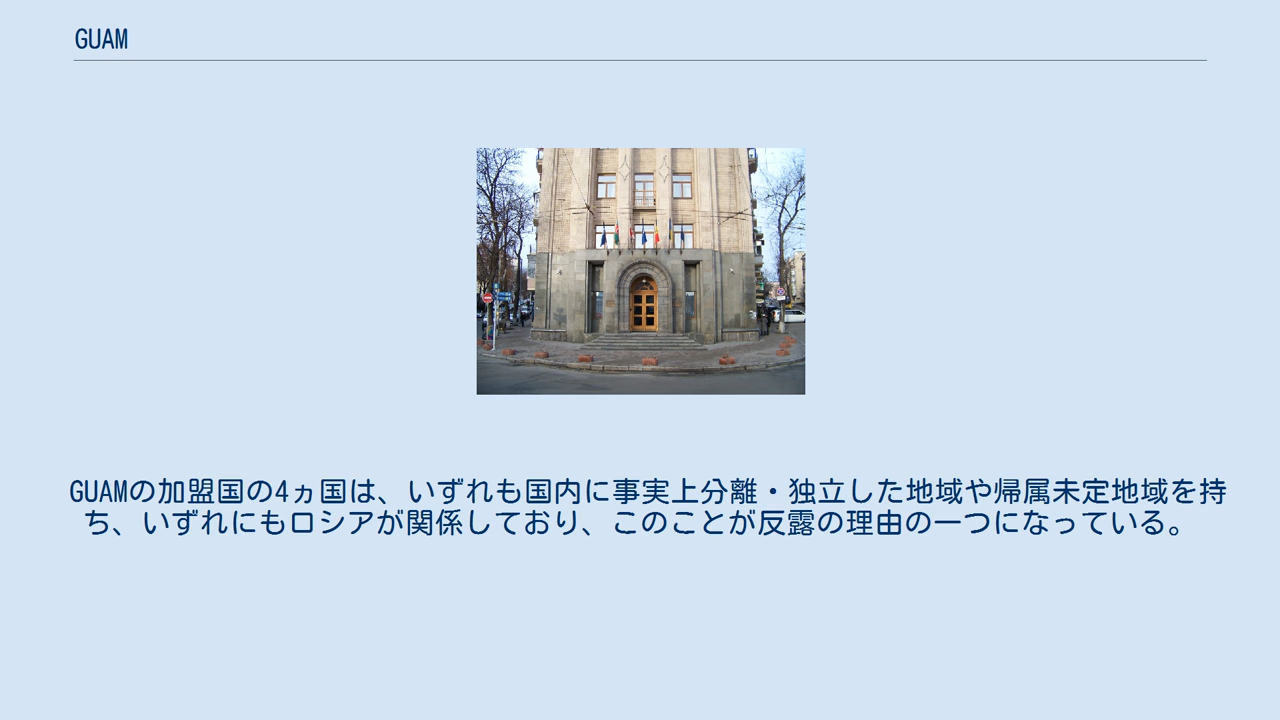 GUAM
GUAMの加盟国の4ヵ国は、いずれも国内に事実上分離・独立した地域や帰属未定地域を持
ち、いずれにもロシアが関係しており、このことが反露の理由の一つになっている。